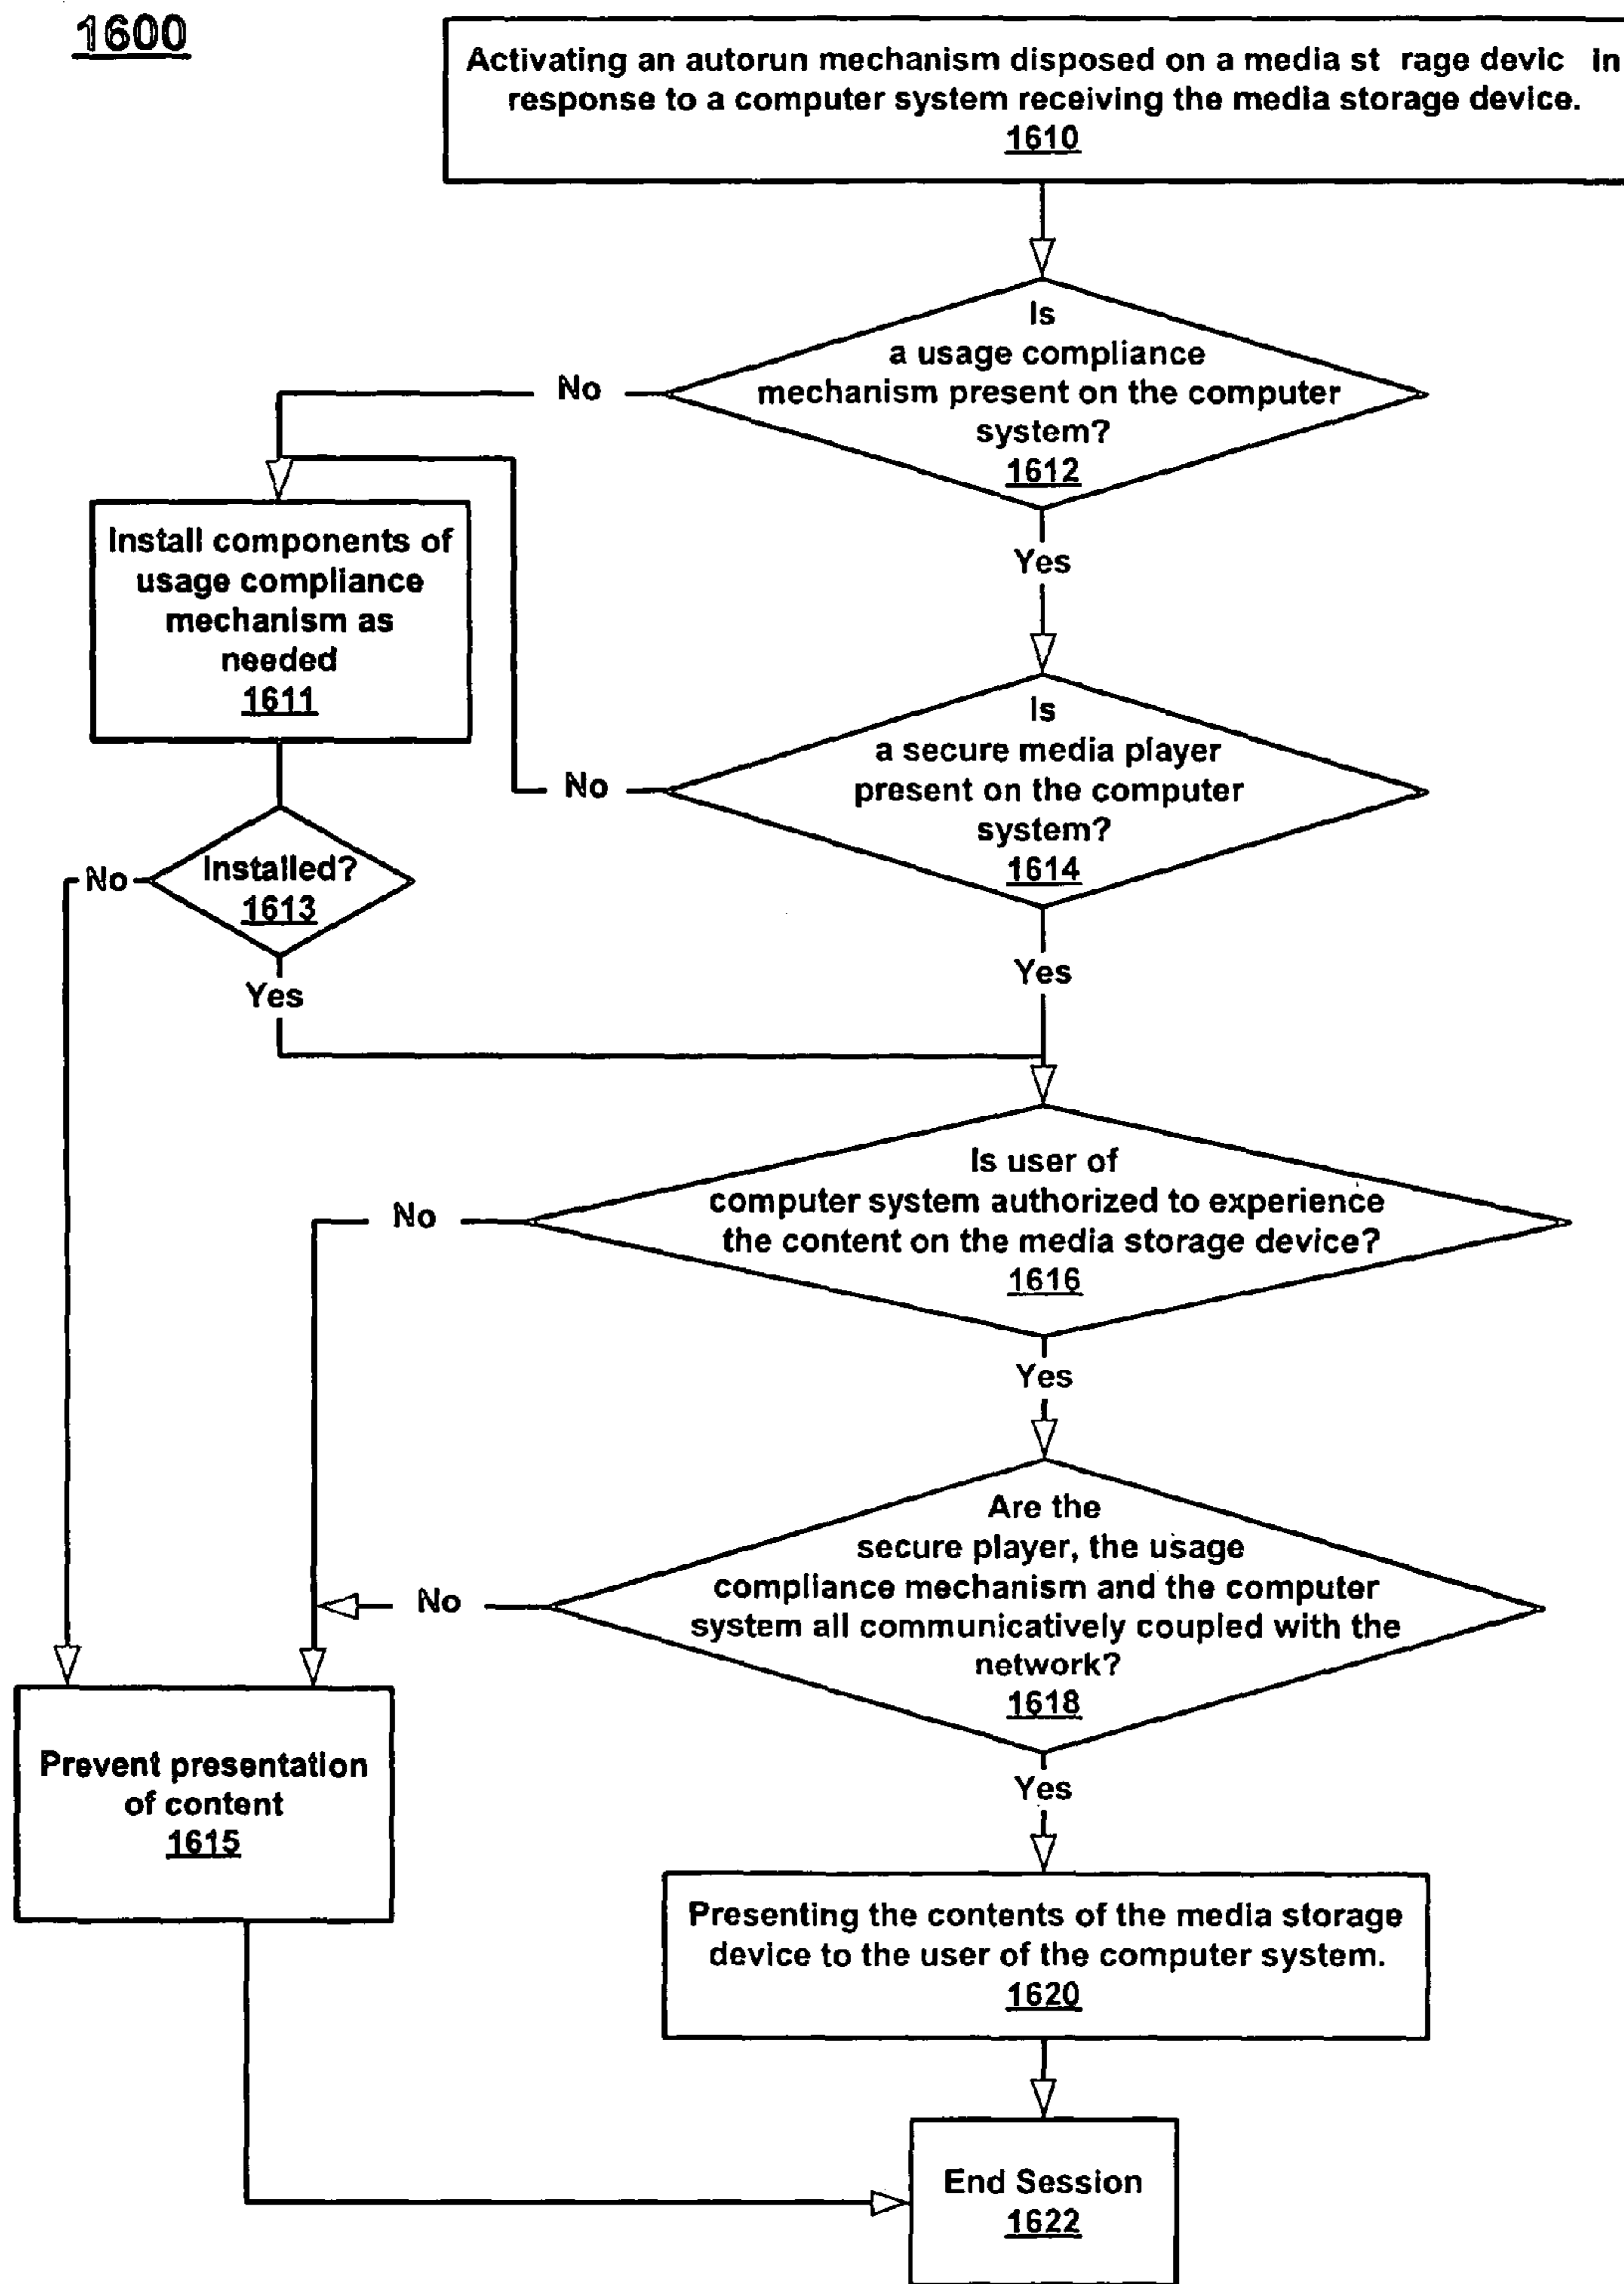 1600
Activating an autorun mechanism disposed on a media st rage devic in
response to a computer system receiving the media storage device.
1610
Is
a usage compliance
mechanism present on the computer
system?
1612
No
Yes
Install components of
usage compliance
mechanism as
needed
1611
Is
a secure media player
present on the computer
system?
1614
No
Yes
Installed?
1613
No
Yes
Is user of
computer system authorized to experience
the content on the media storage device?
1616
No
Yes
Are the
secure player, the usage
compliance mechanism and the computer
system all communicatively coupled with the
network?
1618
No
Yes
Prevent presentation
of content
1615
Presenting the contents of the media storage
device to the user of the computer system.
1620
End Session
1622